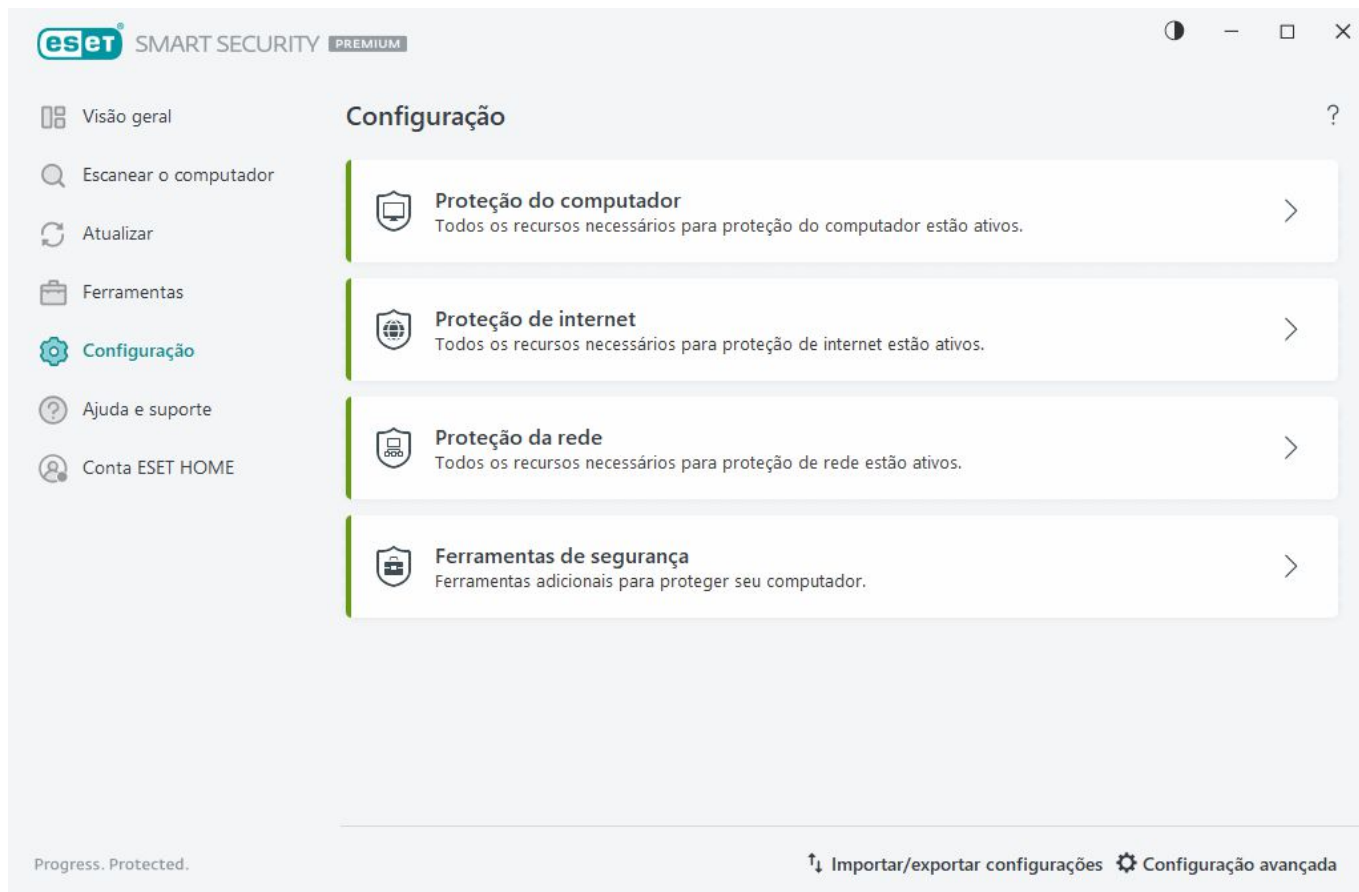 eset® SMART SECURITY PREMIUM
Visão geral
Escanear o computador
Atualizar
Ferramentas
Configuração
Ajuda e suporte
Conta ESET HOME
Configuração
?
Proteção do computador
Todos os recursos necessários para proteção do computador estão ativos.
Proteção de internet
Todos os recursos necessários para proteção de internet estão ativos.
Proteção da rede
Todos os recursos necessários para proteção de rede estão ativos.
Ferramentas de segurança
Ferramentas adicionais para proteger seu computador.
Progress. Protected.
Importar/exportar configurações Configuração avançada